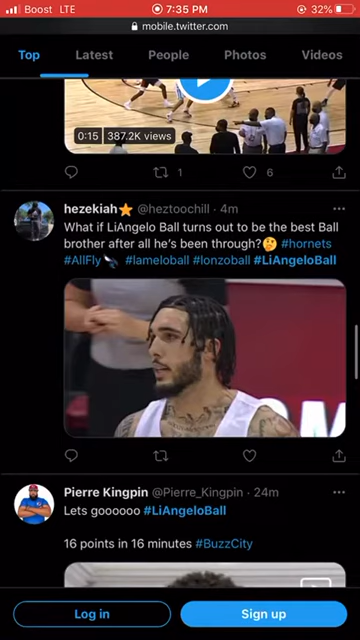 Boost LTE 7:35 PM 32%
mobile.twitter.com
Top Latest People Photos Videos
0:15 387.2K views
1 6
hezekiah @heztoochill · 4m
What if LiAngelo Ball turns out to be the best Ball
brother after all he's been through?🤔 #hornets
#AllFly #lameloball #lonzoball #LiAngeloBall
Pierre Kingpin @Pierre_Kingpin · 24m
Lets goooooo #LiAngeloBall
16 points in 16 minutes #BuzzCity
Log in Sign up